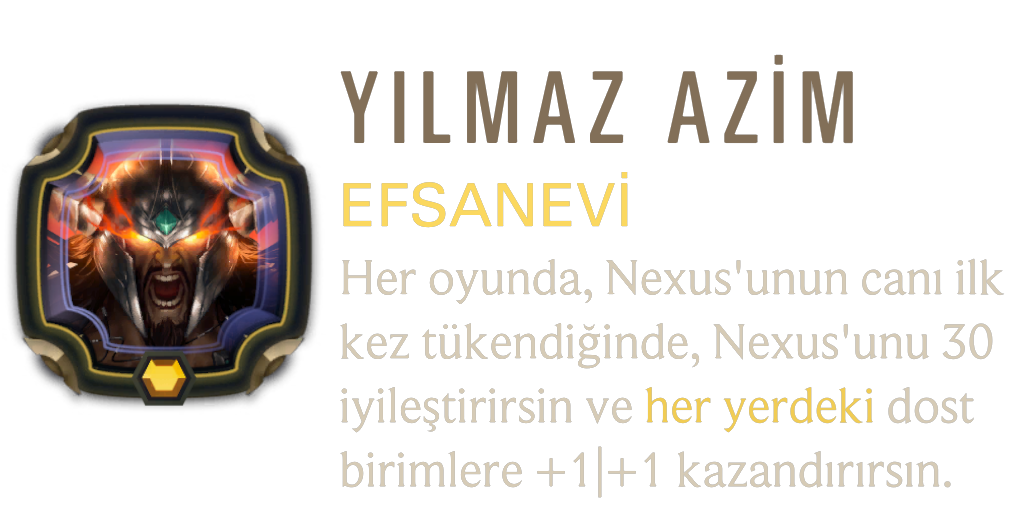 YILMAZ AZİM
EFSANEVİ
Her oyunda, Nexus'unun canı ilk
kez tükendiğinde, Nexus'unu 30
iyileştirirsin ve her yerdeki dost
birimlere +1|+1 kazandırırsın.